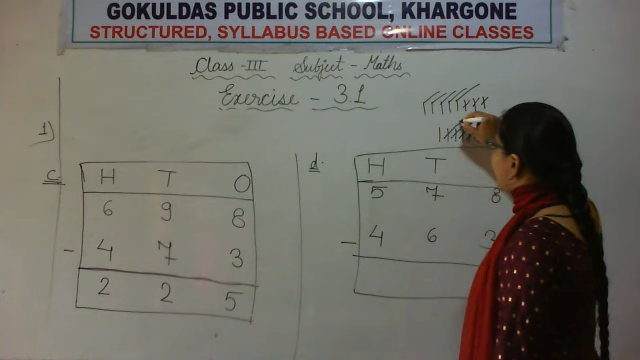 GOKULDAS PUBLIC SCHOOL, KHARGONE
STRUCTURED, SYLLABUS BASED ONLINE CLASSES
Class-III Subject - Maths
Exercise - 3.1
1)
c.
H T O
6 9 8
- 4 7 3
2 2 5
d.
H T
5 7 8
- 4 6 3